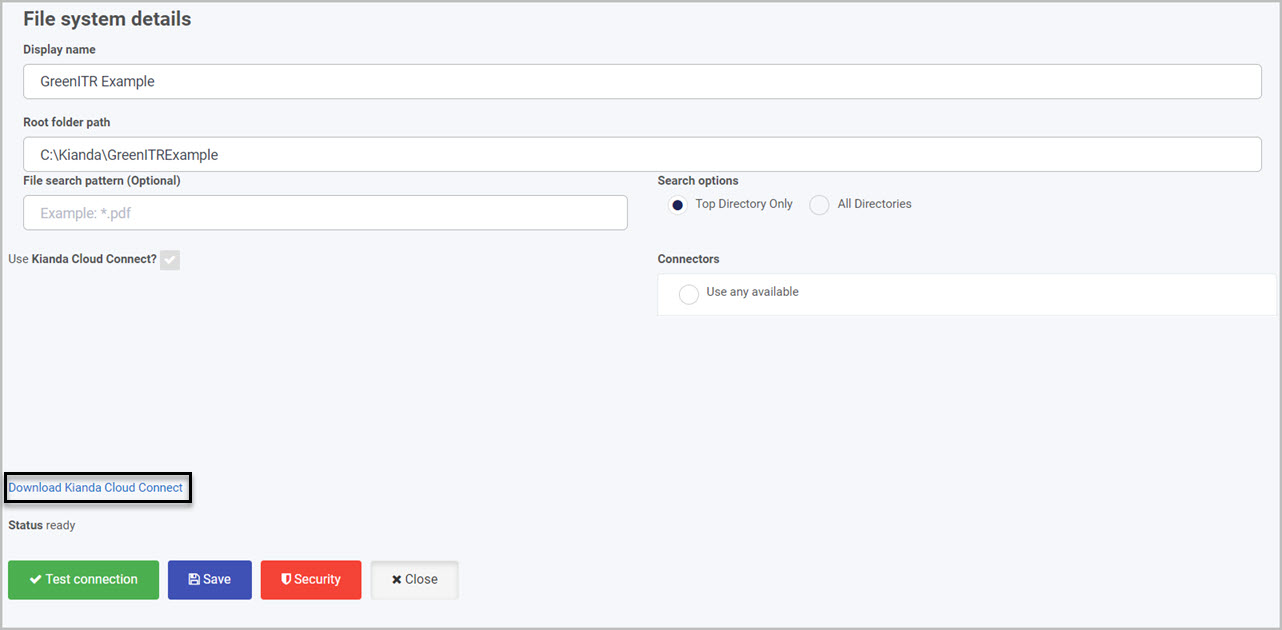 File system details
Display name
GreenITR Example
Root folder path
C:\Kianda\GreenITRExample
File search pattern (Optional)
Example: *.pdf
Search options
Top Directory Only
All Directories
Use Kianda Cloud Connect?
Connectors
Use any available
Download Kianda Cloud Connect
Status ready
Test connection
Save
Security
Close